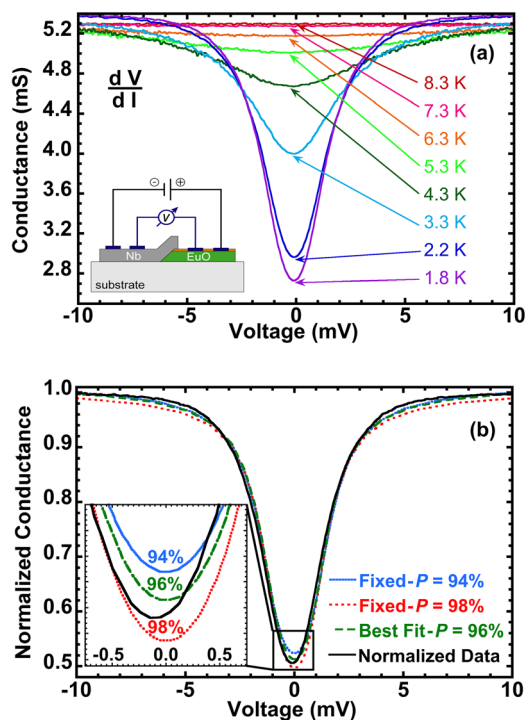 5.2
4.8
4.4
4.0
3.6
3.2
2.8
Conductance (mS)
(a)
d V
d I
8.3 K
7.3 K
6.3 K
5.3 K
4.3 K
3.3 K
2.2 K
1.8 K
⊖ ⊕
V
Nb
EuO
substrate
-10 -5 0 5 10
Voltage (mV)
1.0
0.9
0.8
0.7
0.6
0.5
Normalized Conductance
(b)
94%
96%
98%
-0.5 0.0 0.5
Fixed-P = 94%
Fixed-P = 98%
Best Fit-P = 96%
Normalized Data
-10 -5 0 5 10
Voltage (mV)